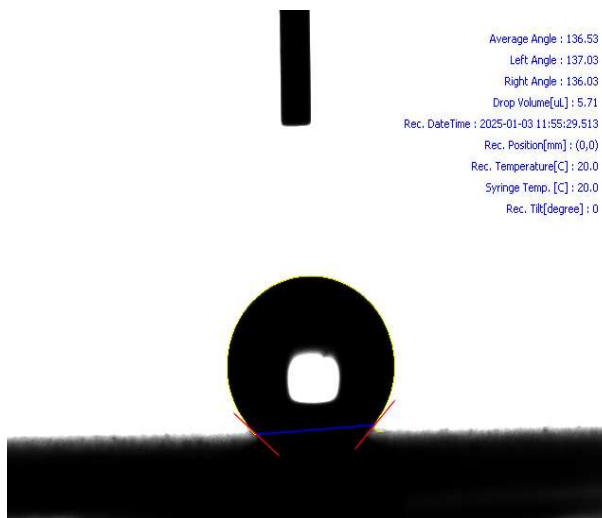 Average Angle : 136.53
Left Angle : 137.03
Right Angle : 136.03
Drop Volume[uL] : 5.71
Rec. DateTime : 2025-01-03 11:55:29.513
Rec. Position[mm] : (0,0)
Rec. Temperature[C] : 20.0
Syringe Temp. [C] : 20.0
Rec. Tilt[degree] : 0